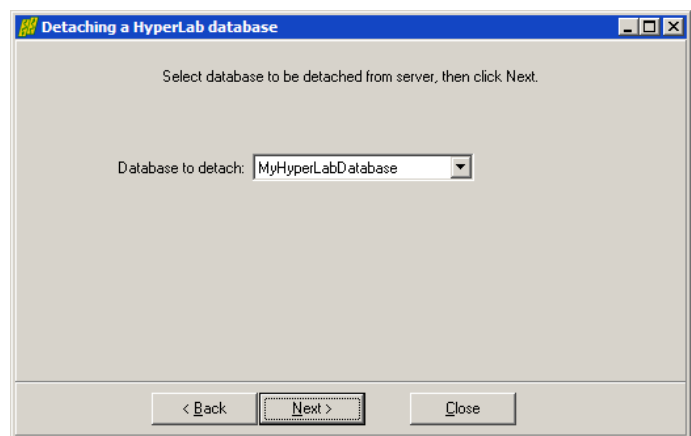 Detaching a HyperLab database
Select database to be detached from server, then click Next.
Database to detach: MyHyperLabDatabase
< Back Next > Close